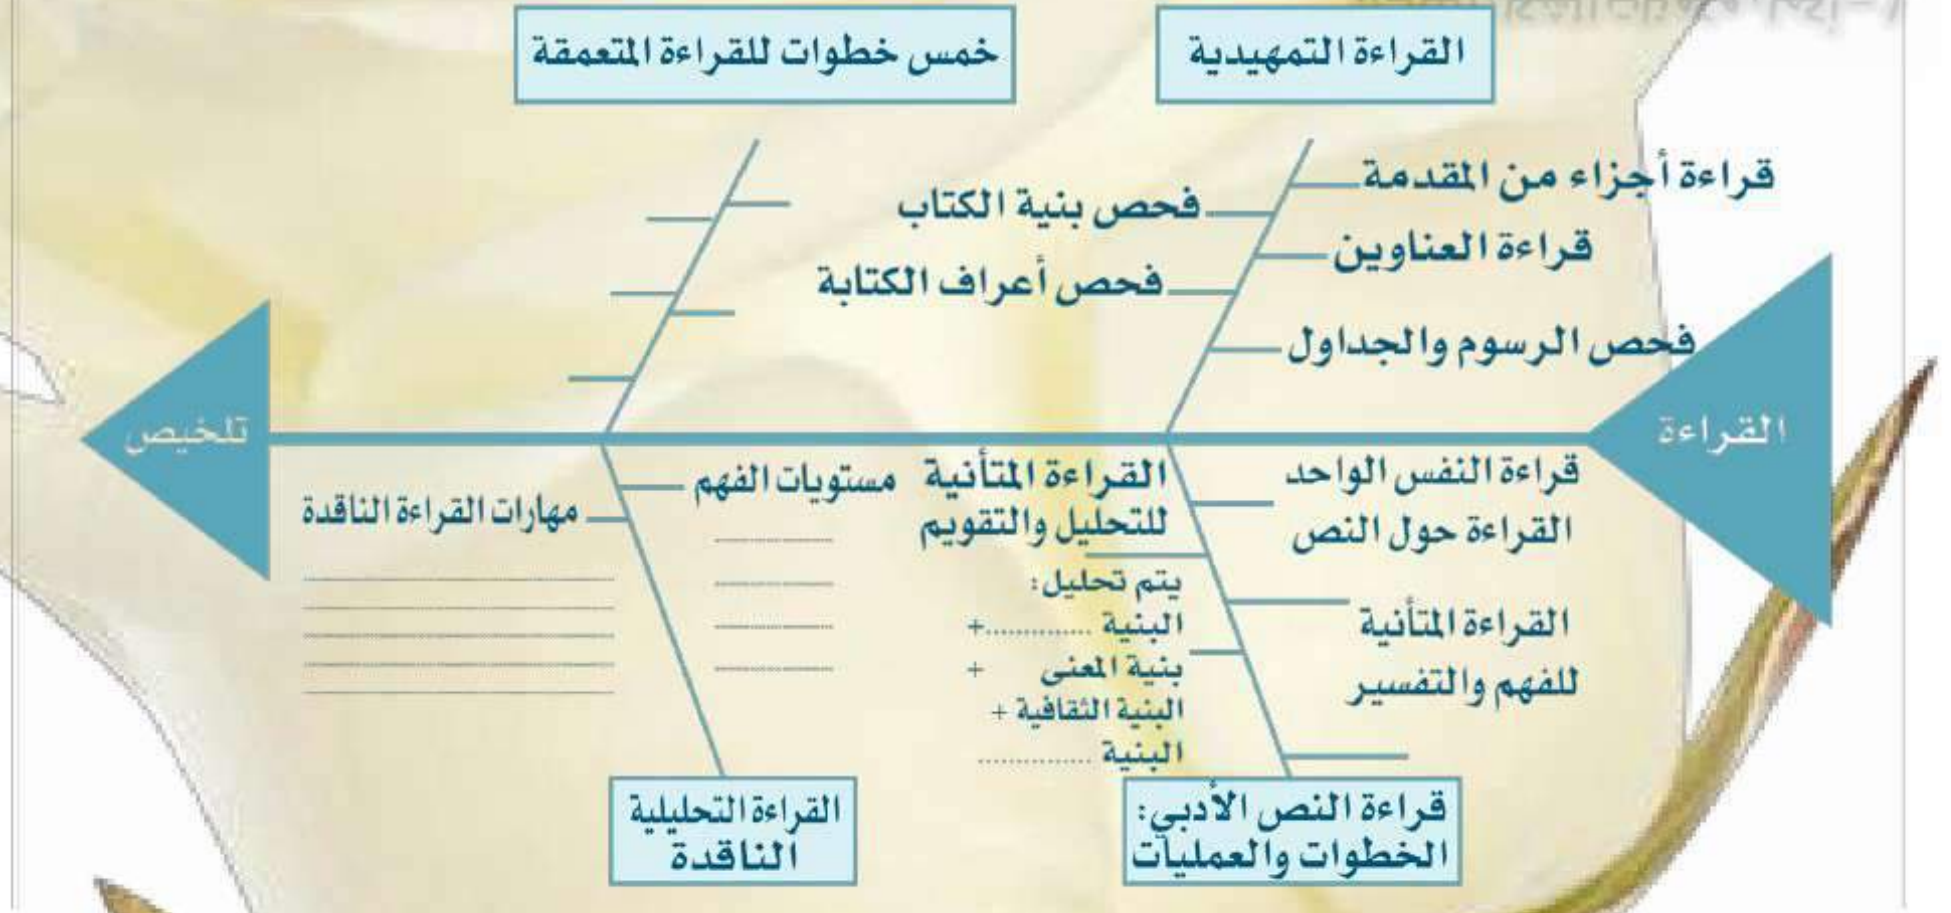 القراءة التمهيدية
خمس خطوات للقراءة المتعمقة
قراءة أجزاء من المقدمة
فحص بنية الكتاب
قراءة العناوين
فحص أعراف الكتابة
فحص الرسوم والجداول
القراءة
تلخيص
قراءة النفس الواحد
القراءة حول النص
القراءة المتأنية
للفهم والتفسير
القراءة المتأنية
للتحليل والتقويم
يتم تحليل:
البنية ..............+
بنية المعنى +
البنية الثقافية +
البنية ...............
مستويات الفهم
مهارات القراءة الناقدة
قراءة النص الأدبي:
الخطوات والعمليات
القراءة التحليلية
الناقدة